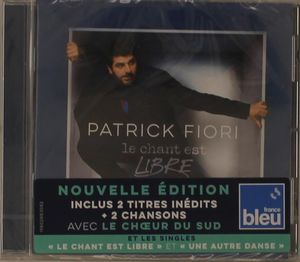 PATRICK FIORI
le chant est
LIBRE
NOUVELLE ÉDITION
INCLUS 2 TITRES INÉDITS
+ 2 CHANSONS
AVEC LE CHŒUR DU SUD
ET LES SINGLES
« LE CHANT EST LIBRE » ET « UNE AUTRE DANSE »
france
bleu